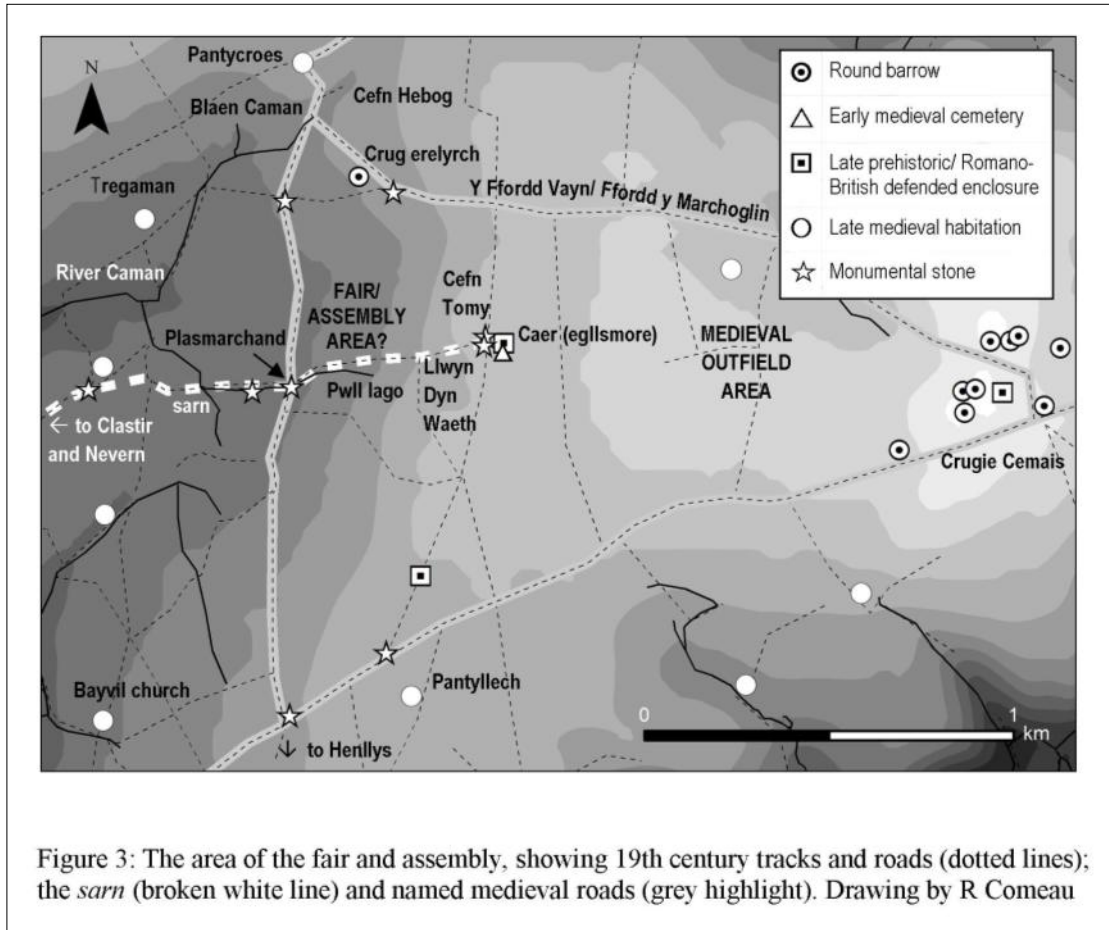 N
Pantycroes
Blaen Caman
Cefn Hebog
Crug erelyrch
Tregaman
Y Ffordd Vayn/ Ffordd y Marchoglin
River Caman
FAIR/
ASSEMBLY
AREA?
Cefn
Tomy
Plasmarchand
Caer (egllsmore)
MEDIEVAL
OUTFIELD
AREA
Llwyn
Dyn
Waeth
Pwll Iago
sarn
← to Clastir
and Nevern
Crugie Cemais
Bayvil church
Pantyllech
↓ to Henllys
0 1
km
Round barrow
Early medieval cemetery
Late prehistoric/ Romano-
British defended enclosure
Late medieval habitation
Monumental stone
Figure 3: The area of the fair and assembly, showing 19th century tracks and roads (dotted lines);
the sarn (broken white line) and named medieval roads (grey highlight). Drawing by R Comeau